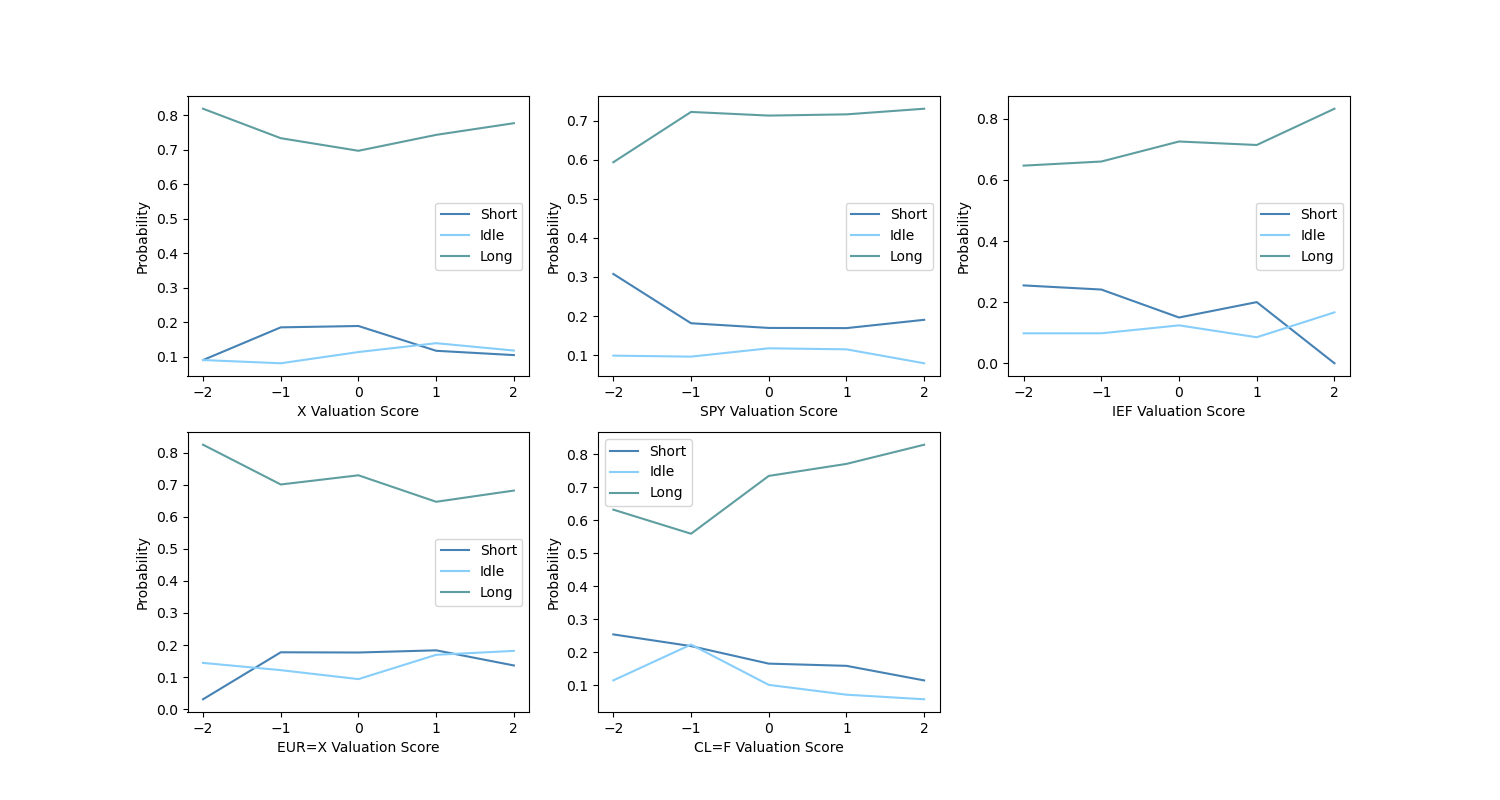 0.8
0.7
0.6
0.5
0.4
0.3
0.2
0.1
Probability
−2 −1 0 1 2
X Valuation Score
Short
Idle
Long
0.7
0.6
0.5
0.4
0.3
0.2
0.1
Probability
−2 −1 0 1 2
SPY Valuation Score
Short
Idle
Long
0.8
0.6
0.4
0.2
0.0
Probability
−2 −1 0 1 2
IEF Valuation Score
Short
Idle
Long
0.8
0.7
0.6
0.5
0.4
0.3
0.2
0.1
0.0
Probability
−2 −1 0 1 2
EUR=X Valuation Score
Short
Idle
Long
0.8
0.7
0.6
0.5
0.4
0.3
0.2
0.1
Probability
−2 −1 0 1 2
CL=F Valuation Score
Short
Idle
Long